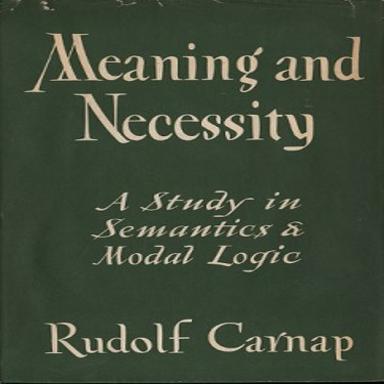 Meaning and
Necessity
A Study in
Semantics &
Modal Logic
Rudolf Carnap